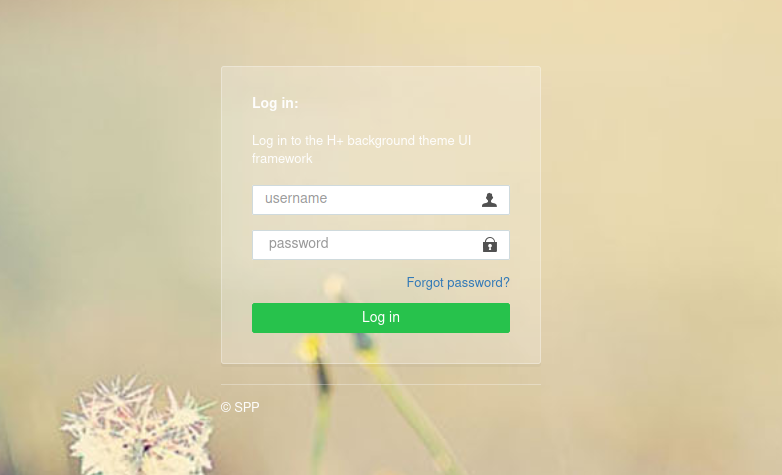 Log in:
Log in to the H+ background theme UI
framework
username
password
Forgot password?
Log in
© SPP